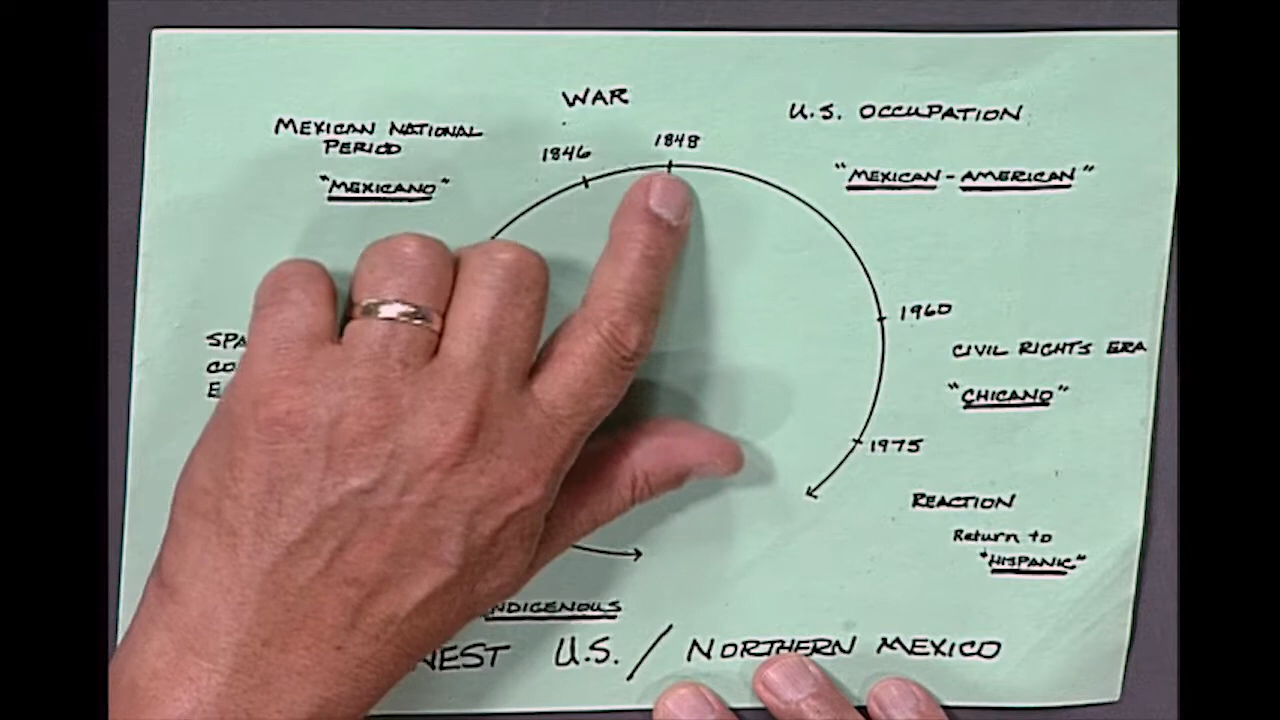 WAR
U.S. OCCUPATION
MEXICAN NATIONAL
PERIOD
1846
1848
"MEXICANO"
"MEXICAN-AMERICAN"
1960
CIVIL RIGHTS ERA
"CHICANO"
1975
REACTION
Return to
"HISPANIC"
U.S. / NORTHERN MEXICO